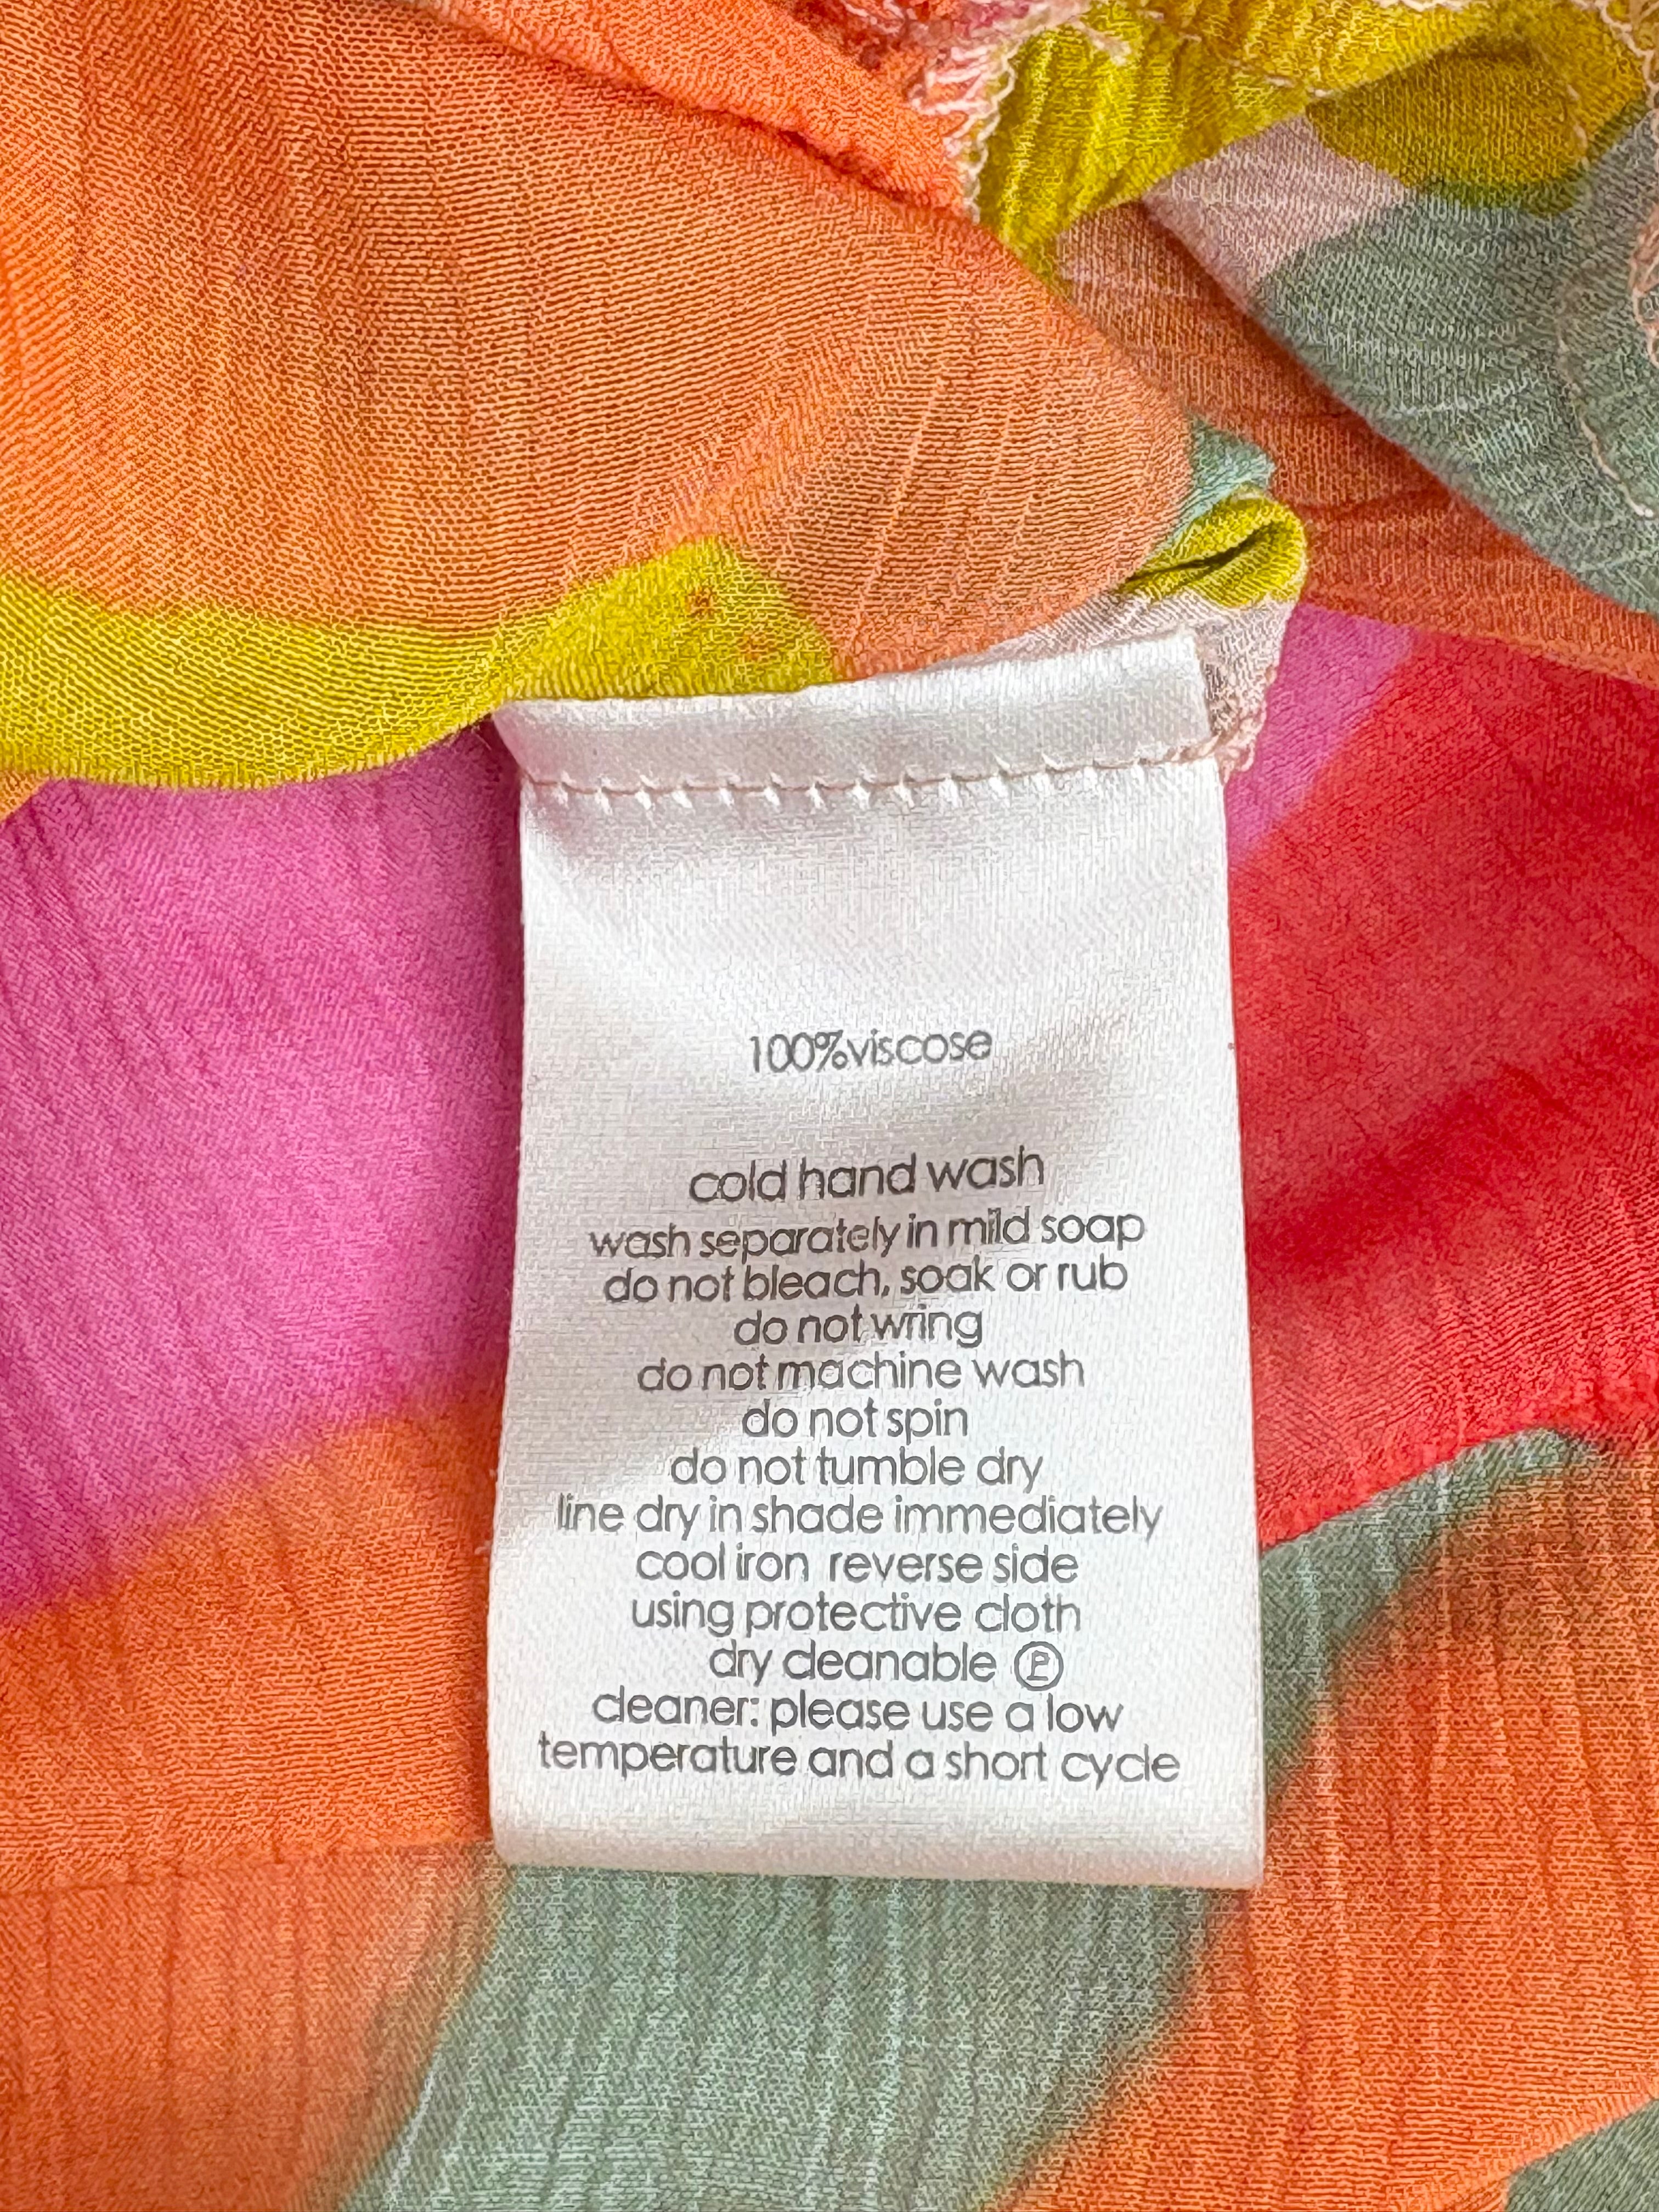 100%viscose
cold hand wash
wash separately in mild soap
do not bleach, soak or rub
do not wring
do not machine wash
do not spin
do not tumble dry
line dry in shade immediately
cool iron reverse side
using protective cloth
dry cleanable Ⓟ
cleaner: please use a low
temperature and a short cycle